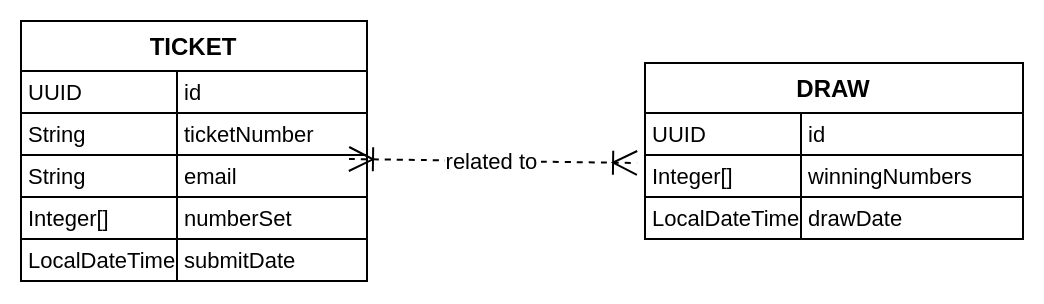 TICKET
UUID id
String ticketNumber
String email
Integer[] numberSet
LocalDateTime submitDate
related to
DRAW
UUID id
Integer[] winningNumbers
LocalDateTime drawDate